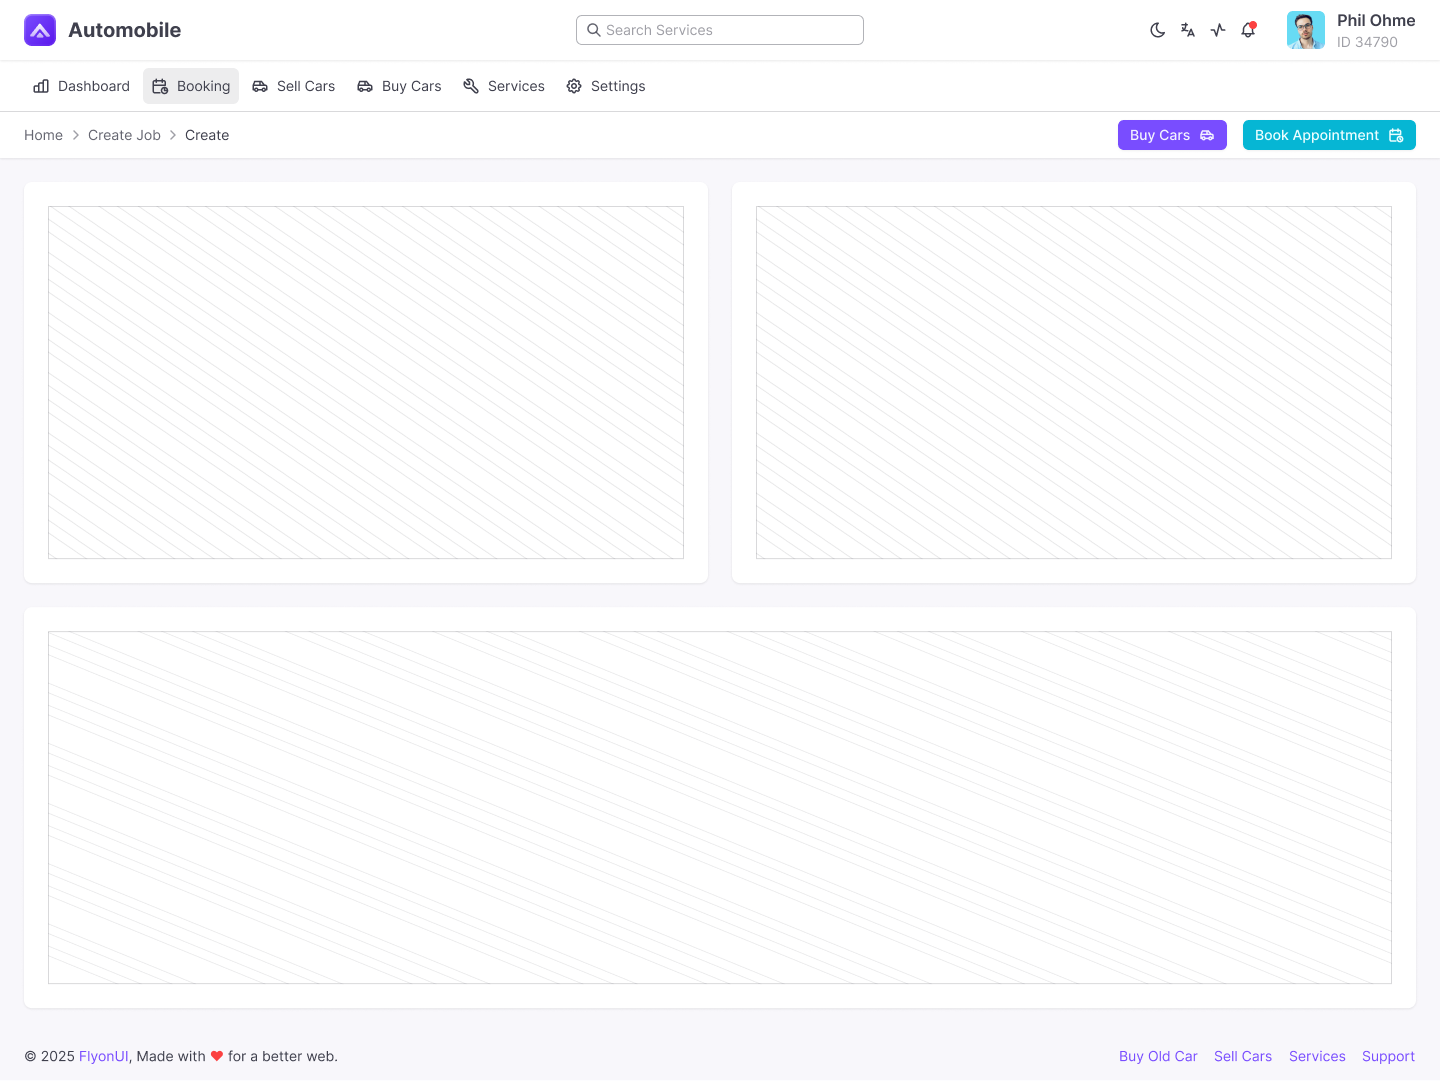 Automobile
Search Services
Phil Ohme
ID 34790
Dashboard
Booking
Sell Cars
Buy Cars
Services
Settings
Home
Create Job
Create
Buy Cars
Book Appointment
© 2025 FlyonUI, Made with ❤ for a better web.
Buy Old Car
Sell Cars
Services
Support